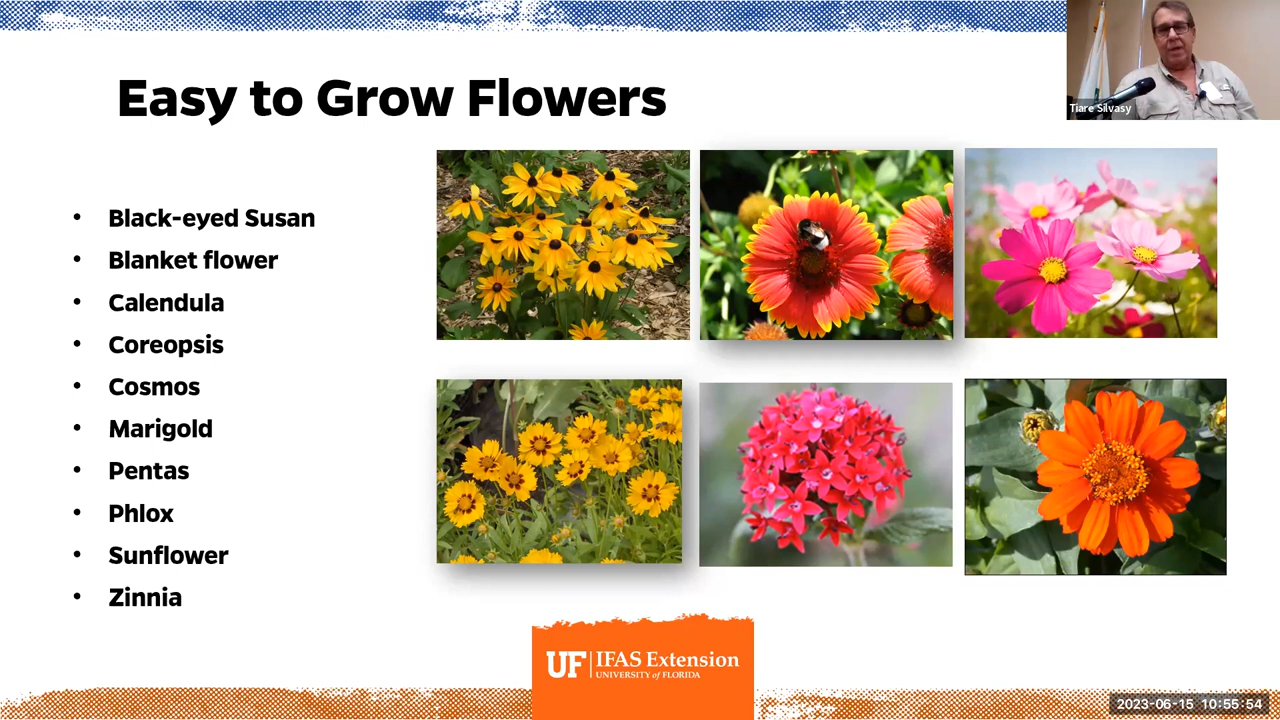 Easy to Grow Flowers
Tiare Silvasy
• Black-eyed Susan
• Blanket flower
• Calendula
• Coreopsis
• Cosmos
• Marigold
• Pentas
• Phlox
• Sunflower
• Zinnia
UF IFAS Extension
UNIVERSITY of FLORIDA
2023-06-15 10:55:54